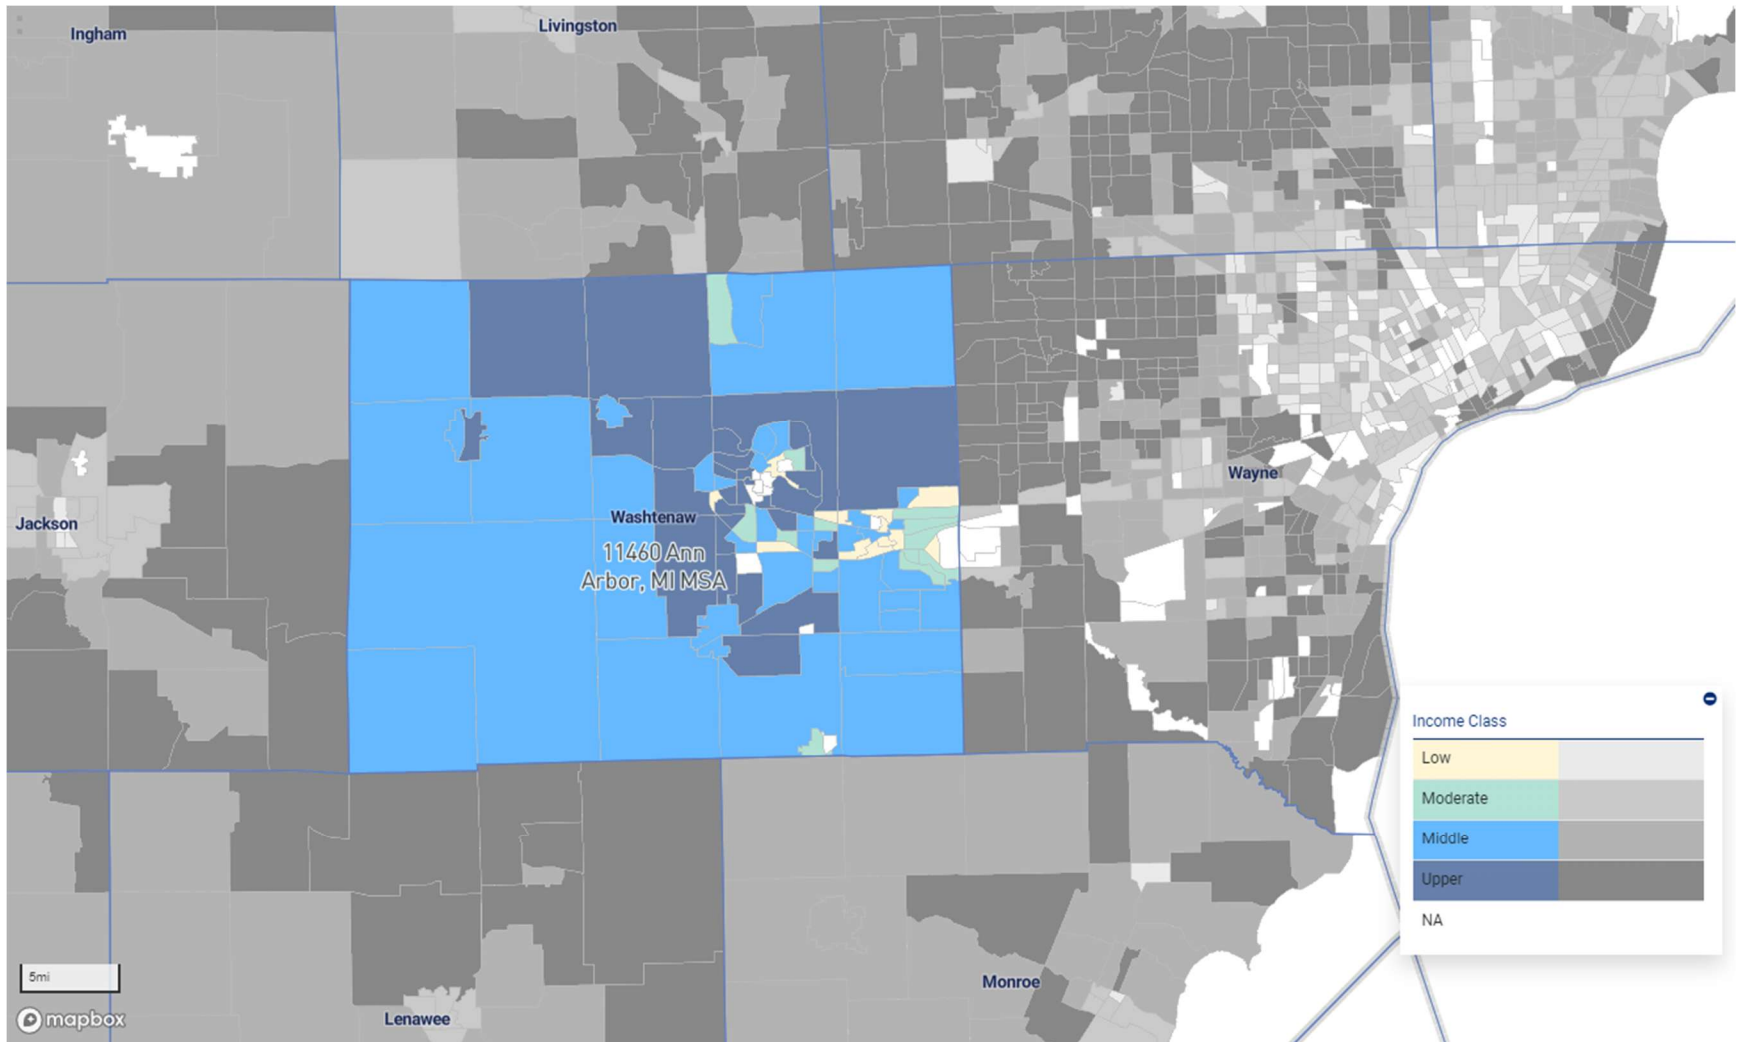 Ingham
Livingston
Wayne
Jackson
Washtenaw
11460 Ann
Arbor, MI MSA
Income Class
Low
Moderate
Middle
Upper
NA
5mi
Monroe
mapbox
Lenawee